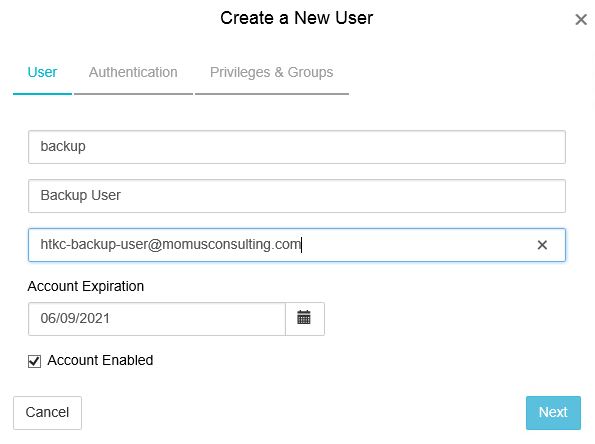 Create a New User
User Authentication Privileges & Groups
backup
Backup User
htkc-backup-user@momusconsulting.com
Account Expiration
06/09/2021
Account Enabled
Cancel Next